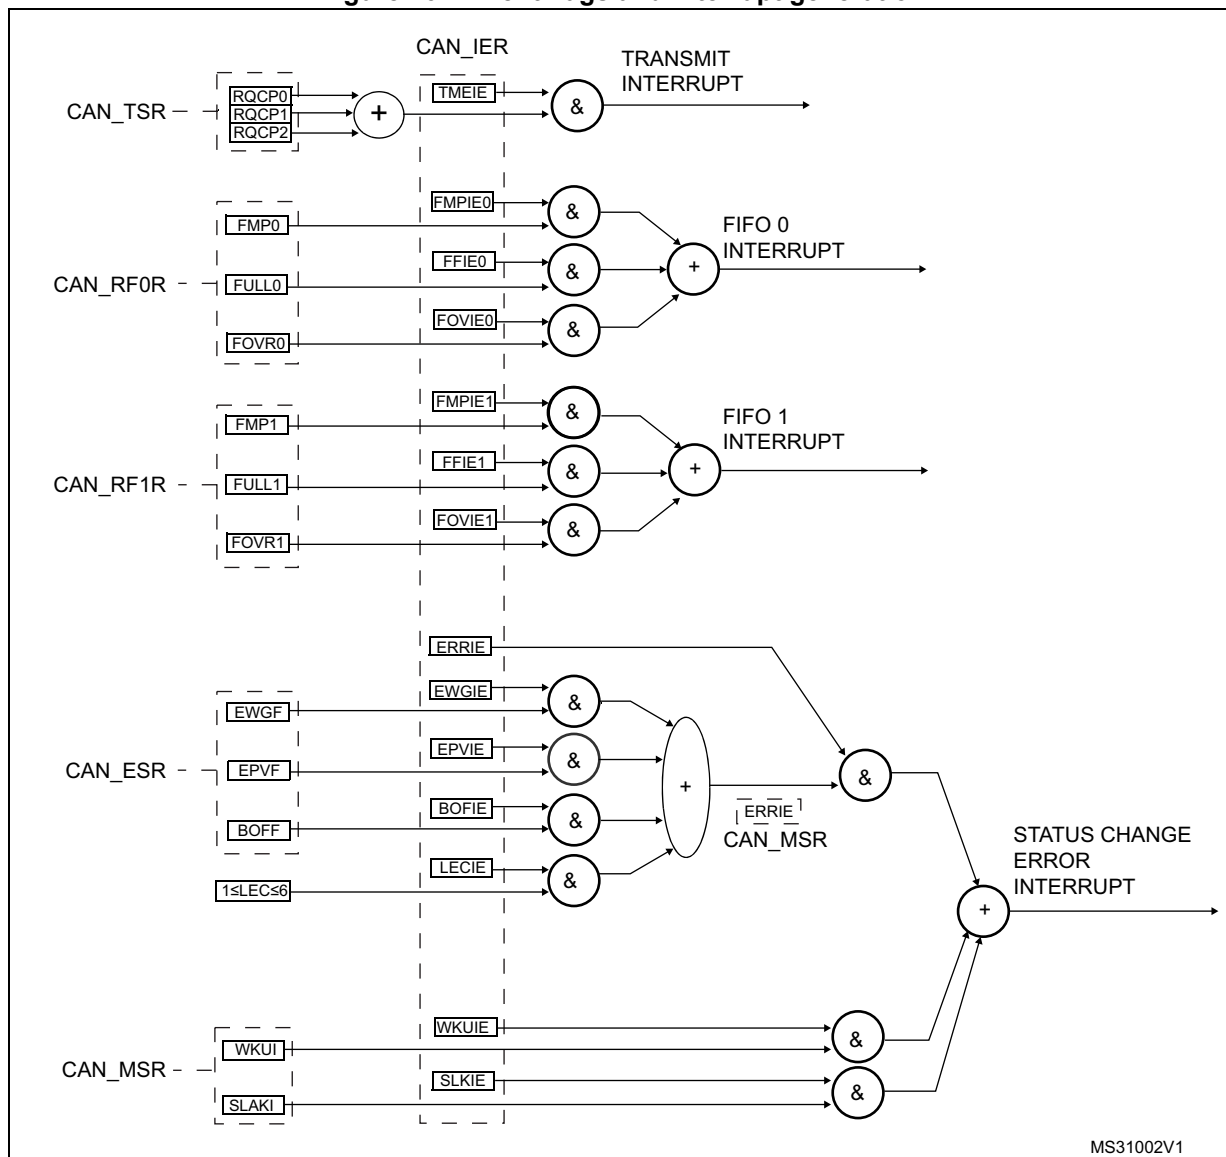 CAN_IER
TRANSMIT
INTERRUPT
CAN_TSR
RQCP0
RQCP1
RQCP2
+
TMEIE
&
CAN_RF0R
FMP0
FULL0
FOVR0
FMPIE0
FFIE0
FOVIE0
&
&
&
+
FIFO 0
INTERRUPT
CAN_RF1R
FMP1
FULL1
FOVR1
FMPIE1
FFIE1
FOVIE1
&
&
&
+
FIFO 1
INTERRUPT
CAN_ESR
EWGF
EPVF
BOFF
1≤LEC≤6
ERRIE
EWGIE
EPVIE
BOFIE
LECIE
&
&
&
&
+
ERRIE
CAN_MSR
&
STATUS CHANGE
ERROR
INTERRUPT
+
CAN_MSR
WKUI
SLAKI
WKUIE
SLKIE
&
&
MS31002V1